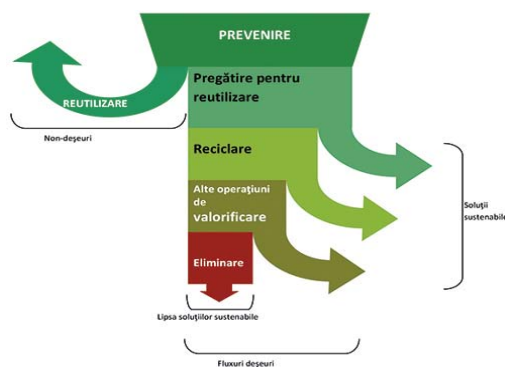 PREVENIRE
REUTILIZARE
Pregătire pentru
reutilizare
Non-deșeuri
Reciclare
Alte operațiuni
de
valorificare
Soluții
sustenabile
Eliminare
Lipsa soluțiilor sustenabile
Fluxuri deșeuri